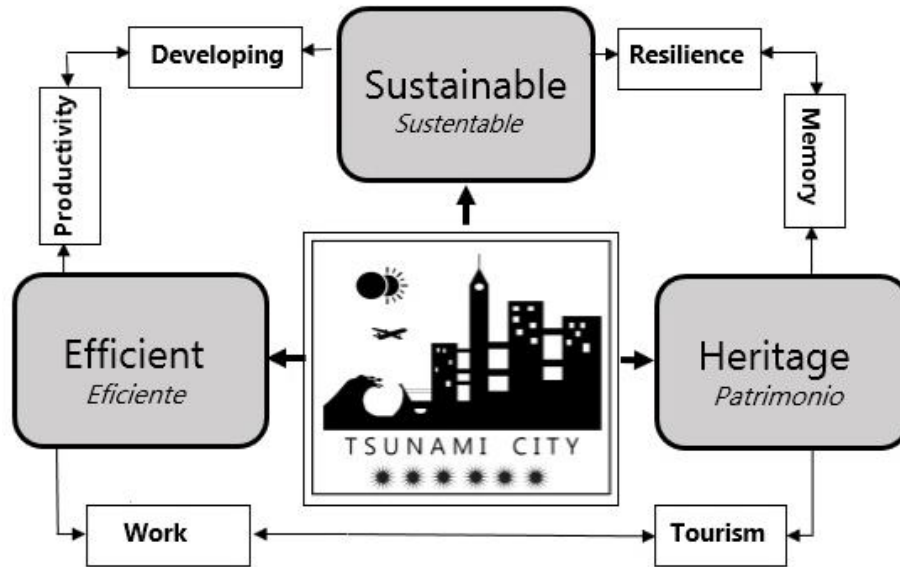 Developing
Sustainable
Sustentable
Resilience
Productivity
Memory
Efficient
Eficiente
TSUNAMI CITY
Heritage
Patrimonio
Work
Tourism